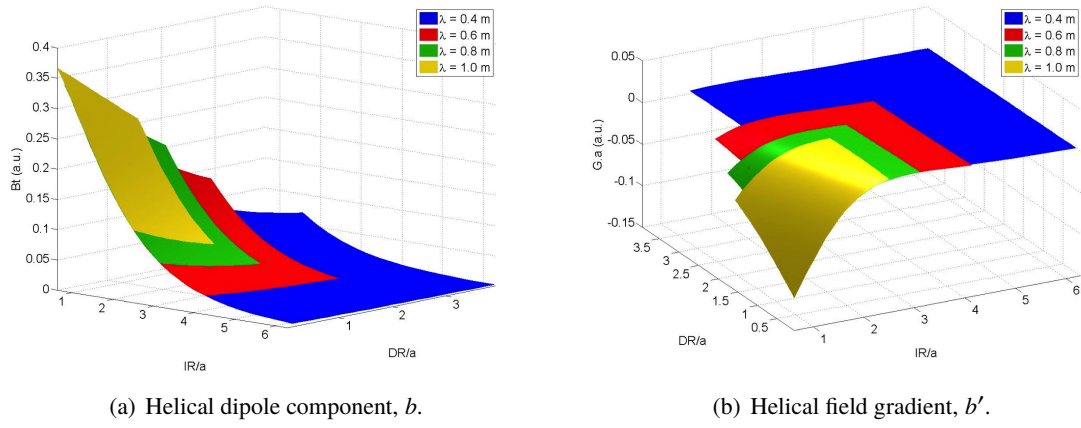 λ = 0.4 m
λ = 0.6 m
λ = 0.8 m
λ = 1.0 m
0.4
0.35
0.3
0.25
0.2
0.15
0.1
0.05
0
Bt (a.u.)
1
2
3
4
5
6
IR/a
1
2
3
DR/a
(a) Helical dipole component, b.
λ = 0.4 m
λ = 0.6 m
λ = 0.8 m
λ = 1.0 m
0.05
0
-0.05
-0.1
-0.15
G.a (a.u.)
3.5
3
2.5
2
1.5
1
0.5
DR/a
1
2
3
4
5
6
IR/a
(b) Helical field gradient, b′.